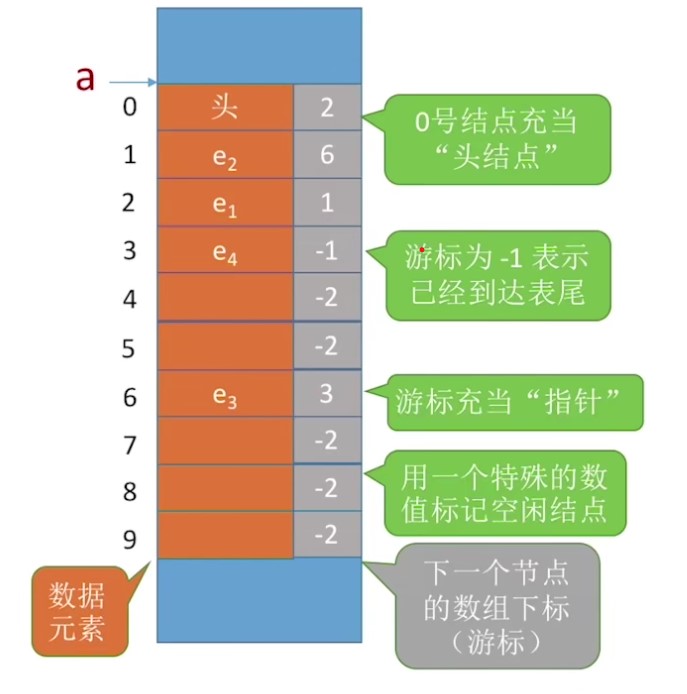 a
0 头 2
1 e₂ 6
2 e₁ 1
3 e₄ -1
4 -2
5 -2
6 e₃ 3
7 -2
8 -2
9 -2
0号结点充当
“头结点”
游标为 -1 表示
已经到达表尾
游标充当“指针”
用一个特殊的数
值标记空闲结点
下一个节点
的数组下标
（游标）
数据
元素